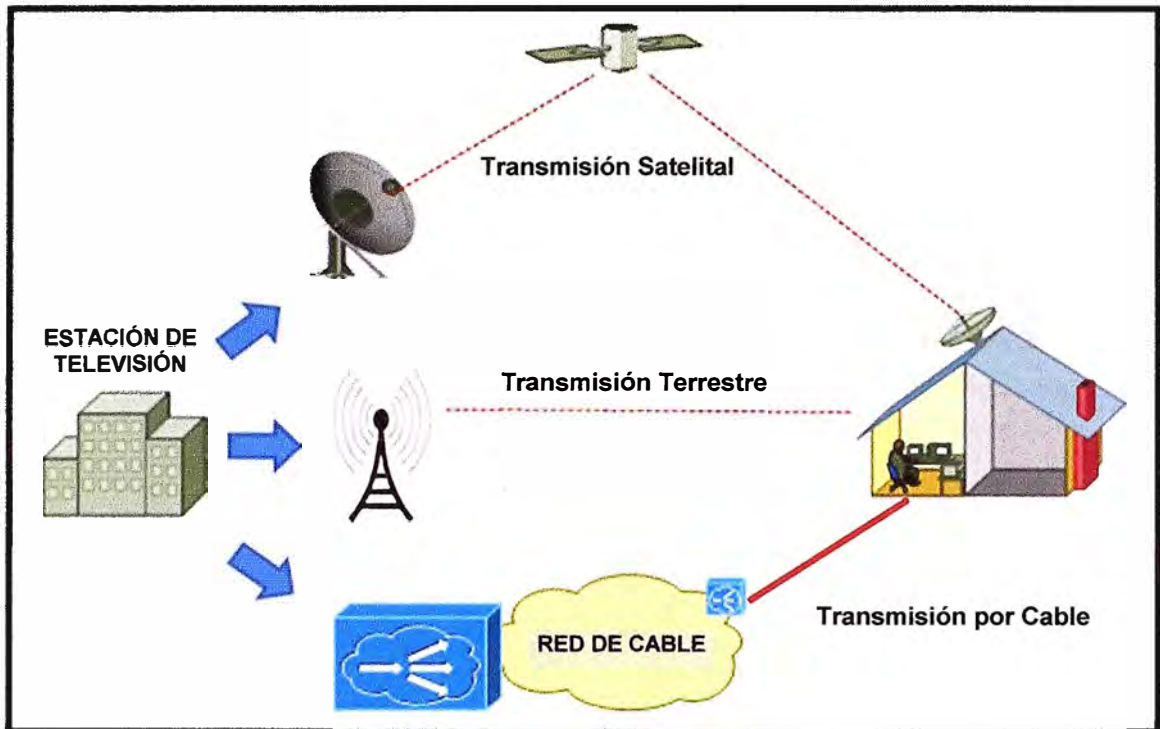 Transmisión Satelital
ESTACIÓN DE
TELEVISIÓN
Transmisión Terrestre
RED DE CABLE
Transmisión por Cable